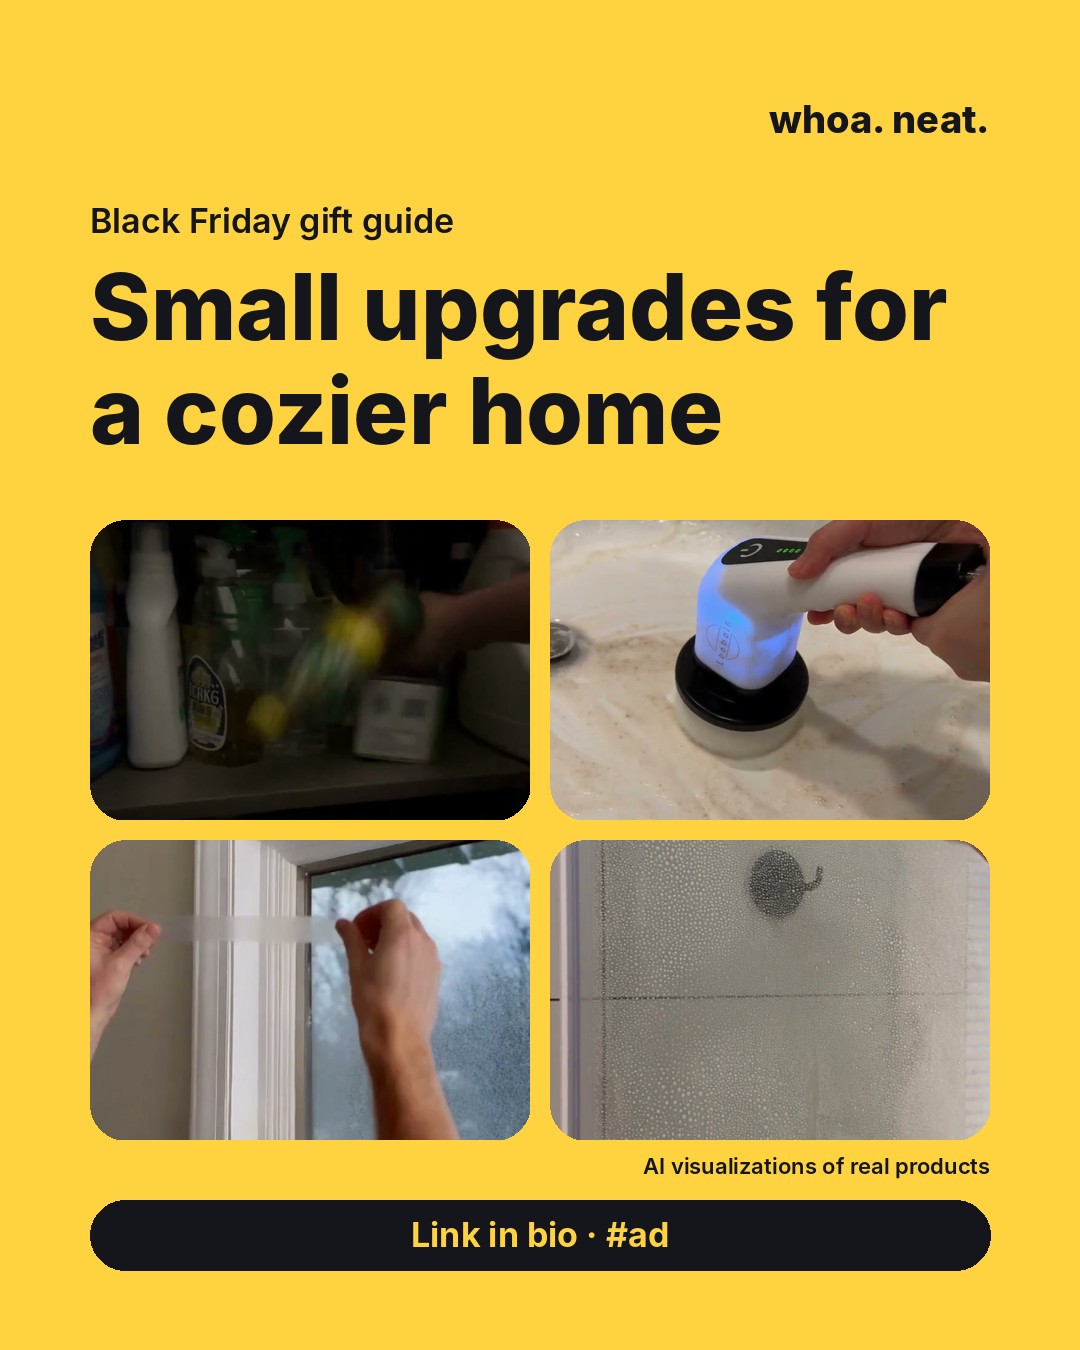 whoa. neat.
Black Friday gift guide
Small upgrades for
a cozier home
AI visualizations of real products
Link in bio · #ad